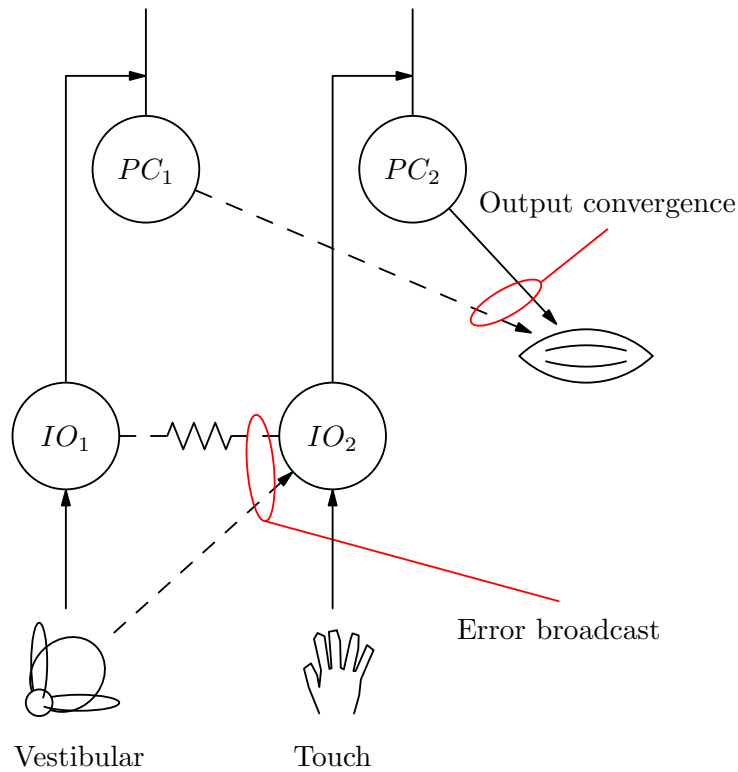 PC₁
PC₂
Output convergence
IO₁
IO₂
Error broadcast
Vestibular
Touch